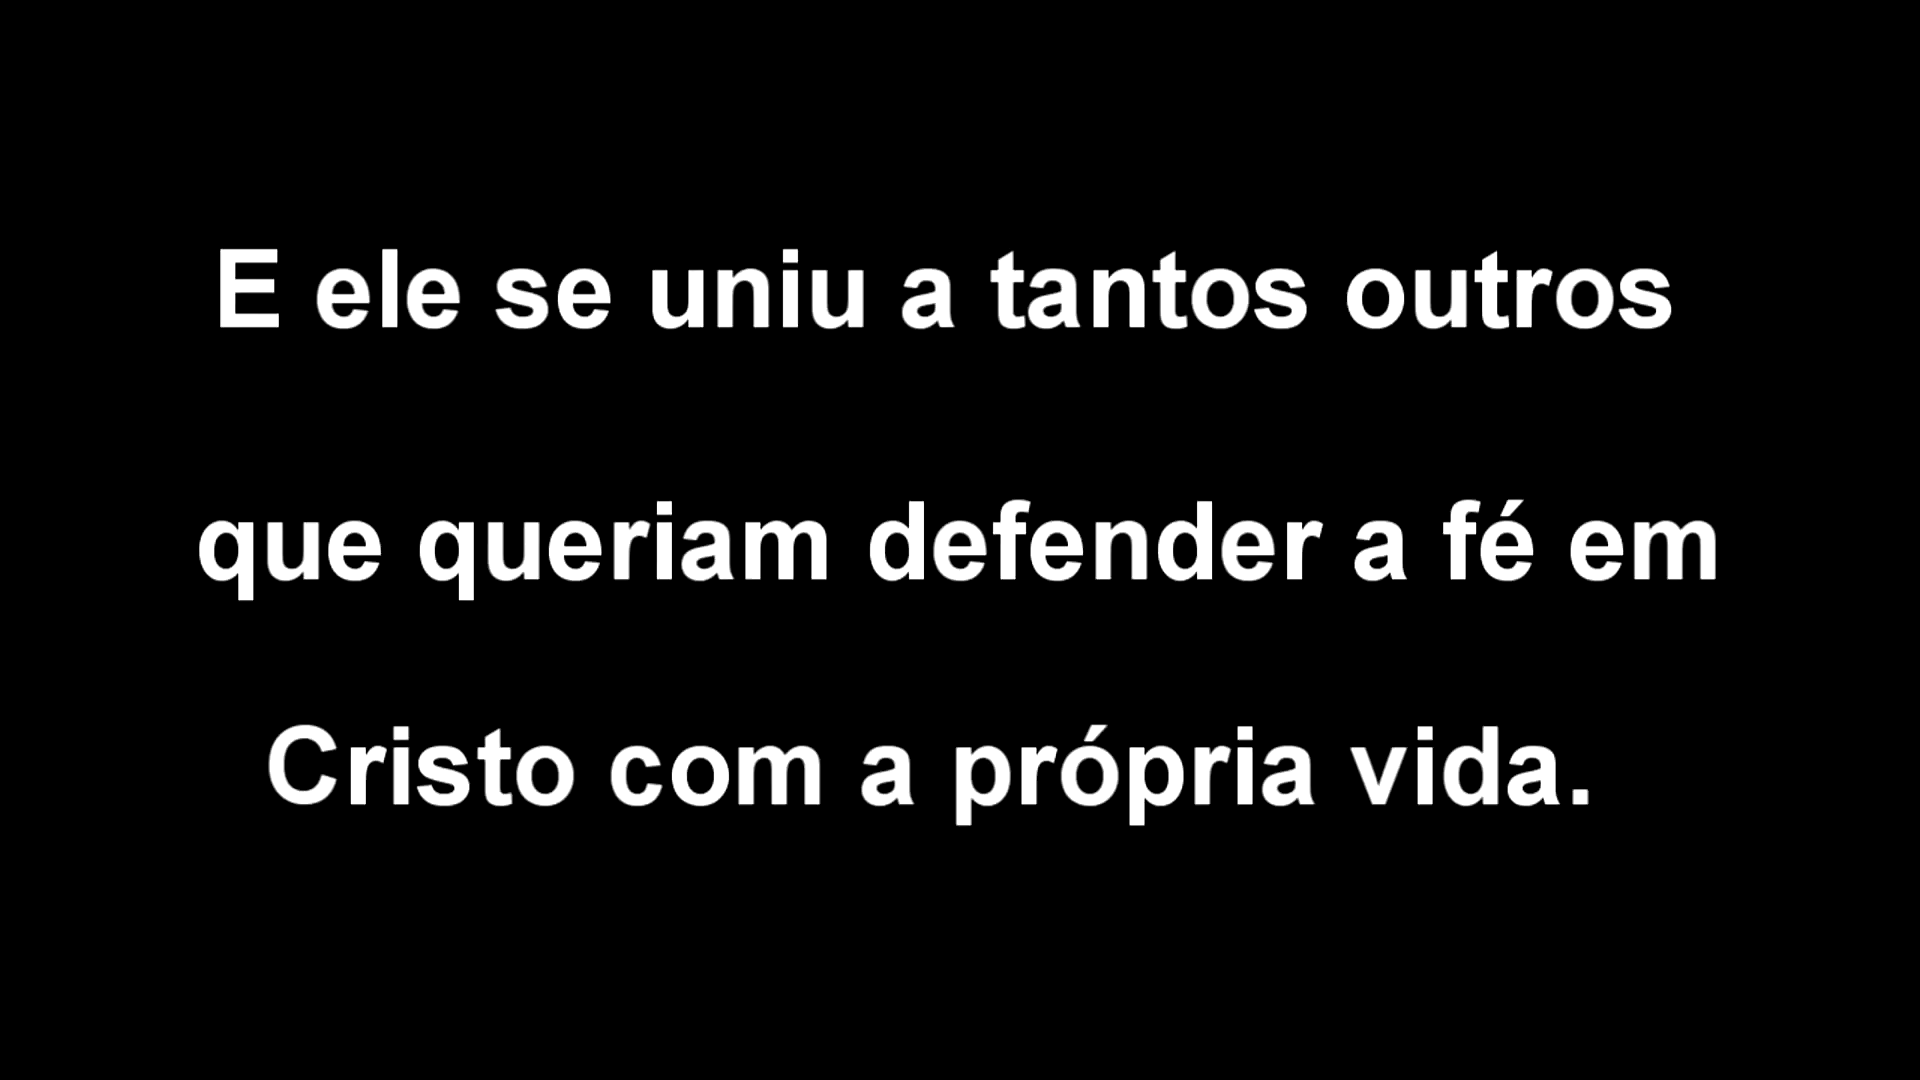 E ele se uniu a tantos outros
que queriam defender a fé em
Cristo com a própria vida.